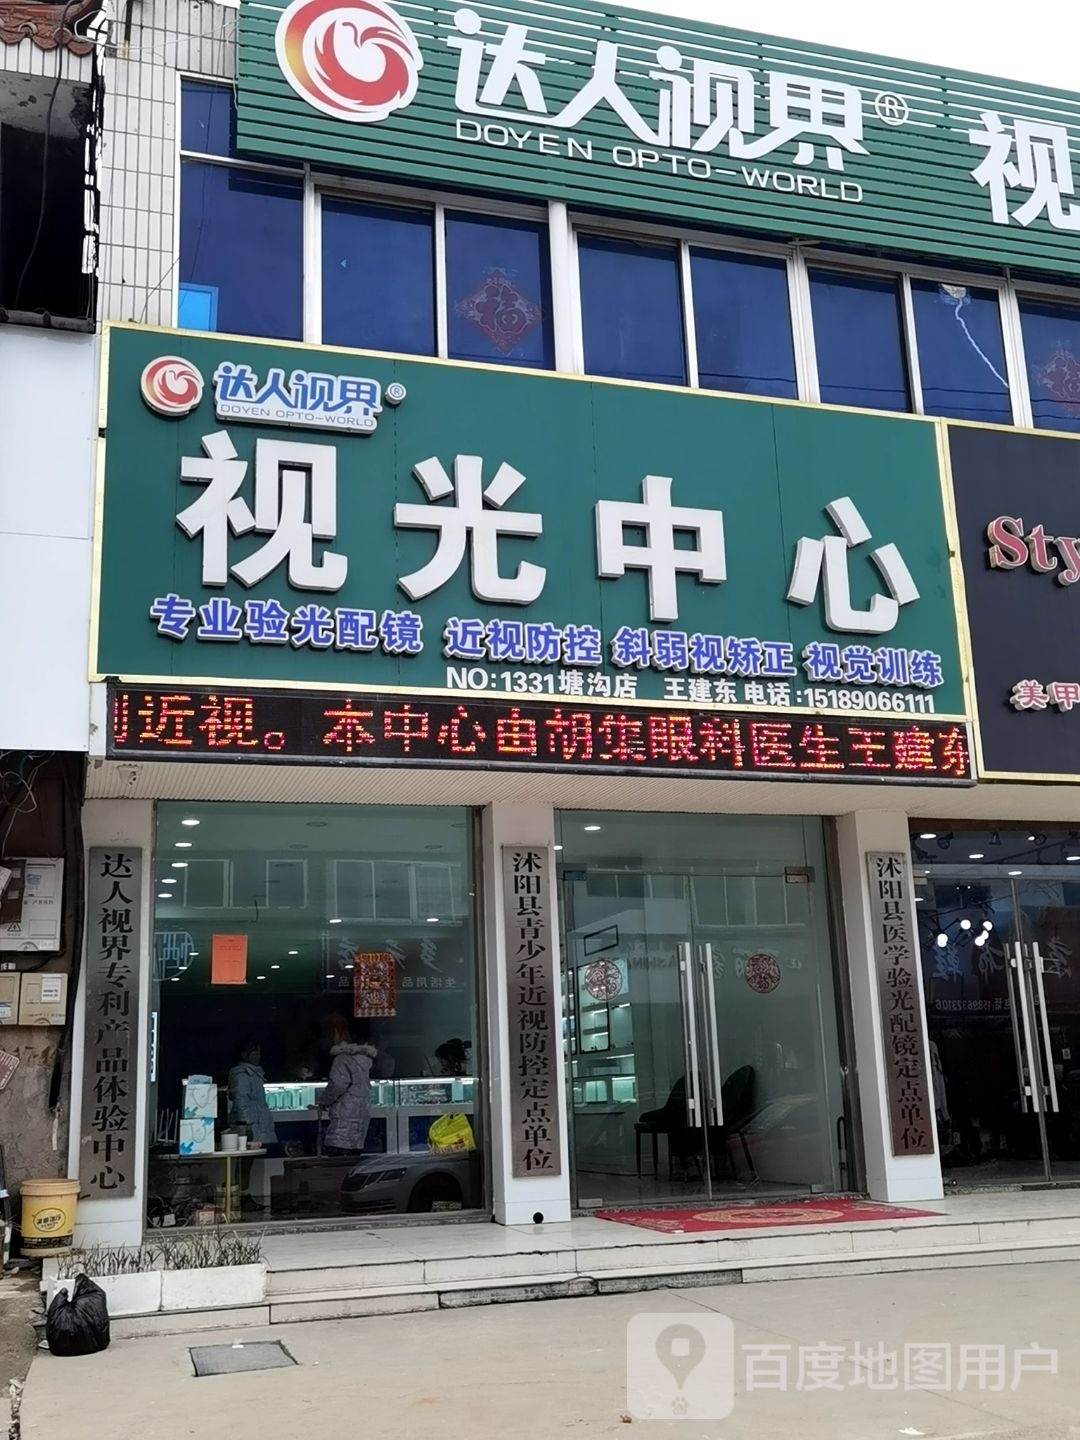 达人视界®
DOYEN OPTO-WORLD
视
福
达人视界®
DOYEN OPTO-WORLD
视光中心
专业验光配镜 近视防控 斜弱视矫正 视觉训练
NO:1331塘沟店 王建东 电话:15189066111
近视。本中心由胡集眼科医生王建东
Sty
美甲
达人视界专利产品体验中心
沭阳县青少年近视防控定点单位
沭阳县医学验光配镜定点单位
生活用品
百度地图用户